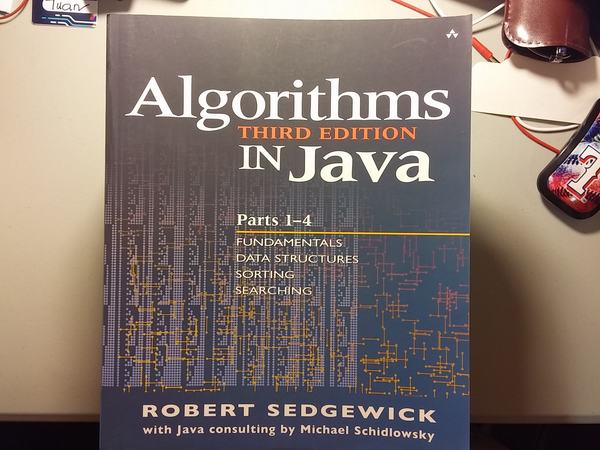 Tuan
Algorithms
THIRD EDITION
IN Java
Parts 1–4
FUNDAMENTALS
DATA STRUCTURES
SORTING
SEARCHING
ROBERT SEDGEWICK
with Java consulting by Michael Schidlowsky